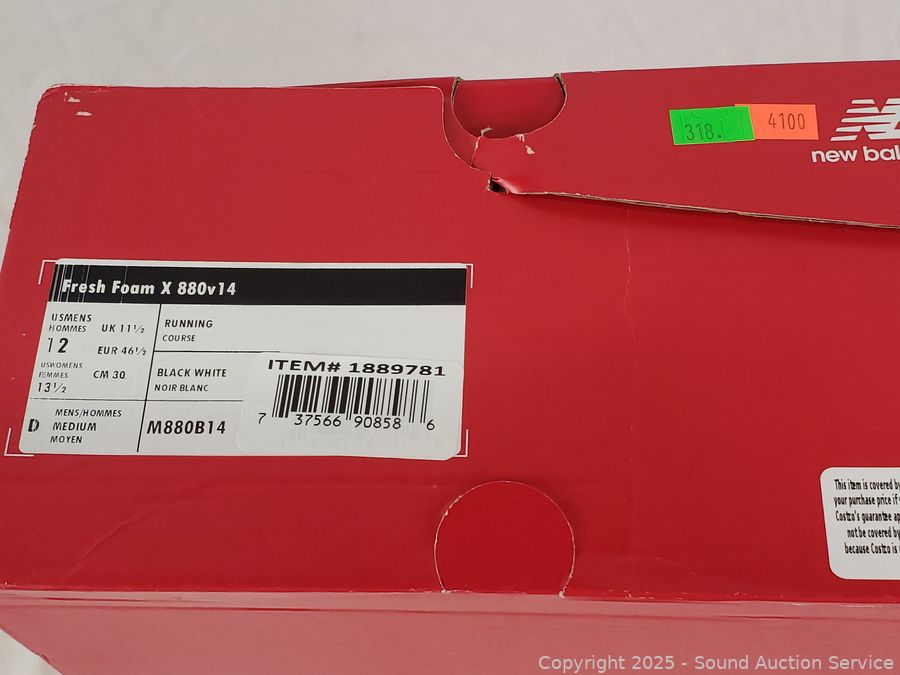 318.
4100
new bal
Fresh Foam X 880v14
USMENS
HOMMES
12
UK 11½
EUR 46½
USWOMENS
FEMMES
13½
CM 30
RUNNING
COURSE
BLACK WHITE
NOIR BLANC
D
MENS/HOMMES
MEDIUM
MOYEN
M880B14
ITEM# 1889781
7 37566 90858 6
This item is covered by
your purchase price if
Costco's guarantee
not be covered by
because Costco is
Copyright © 2025 - Sound Auction Service